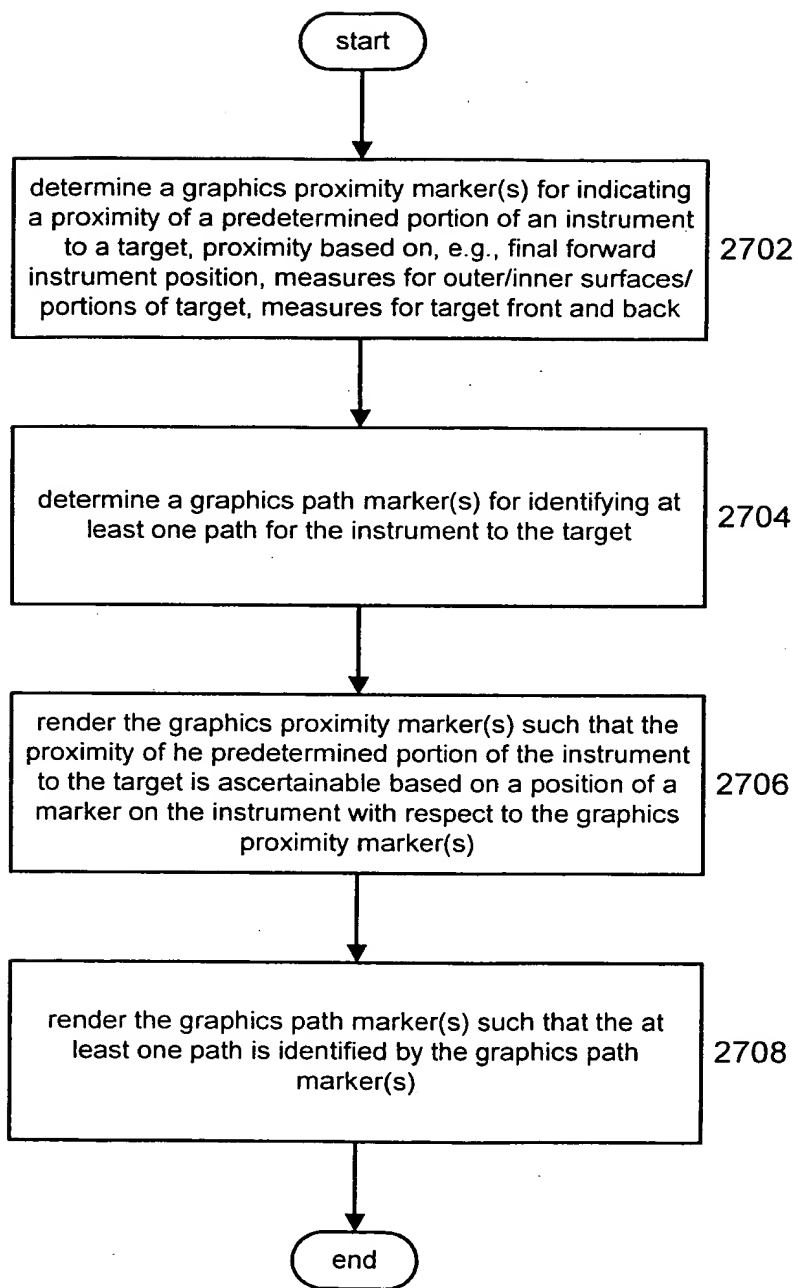 start
determine a graphics proximity marker(s) for indicating
a proximity of a predetermined portion of an instrument
to a target, proximity based on, e.g., final forward
instrument position, measures for outer/inner surfaces/
portions of target, measures for target front and back
2702
determine a graphics path marker(s) for identifying at
least one path for the instrument to the target
2704
render the graphics proximity marker(s) such that the
proximity of he predetermined portion of the instrument
to the target is ascertainable based on a position of a
marker on the instrument with respect to the graphics
proximity marker(s)
2706
render the graphics path marker(s) such that the at
least one path is identified by the graphics path
marker(s)
2708
end